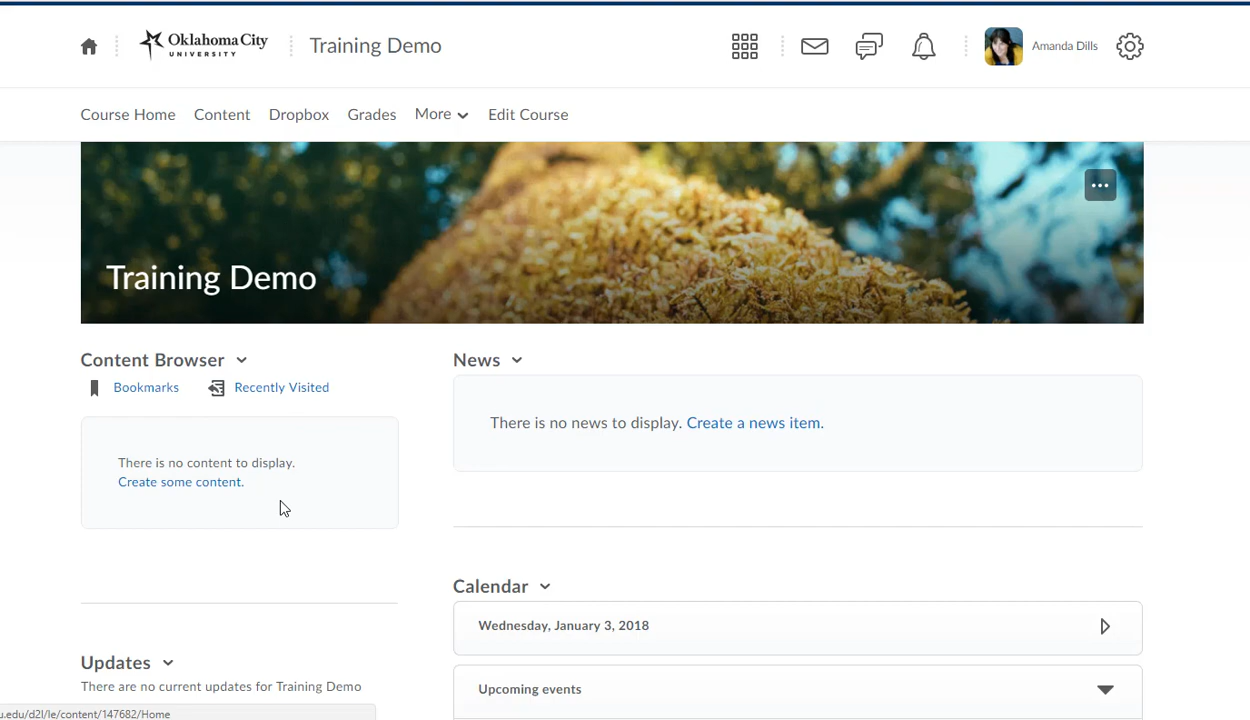 Oklahoma City
UNIVERSITY
Training Demo
Amanda Dills
Course Home Content Dropbox Grades More Edit Course
Training Demo
Content Browser
Bookmarks Recently Visited
There is no content to display.
Create some content.
News
There is no news to display. Create a news item.
Calendar
Wednesday, January 3, 2018
Upcoming events
Updates
There are no current updates for Training Demo
u.edu/d2l/le/content/147682/Home